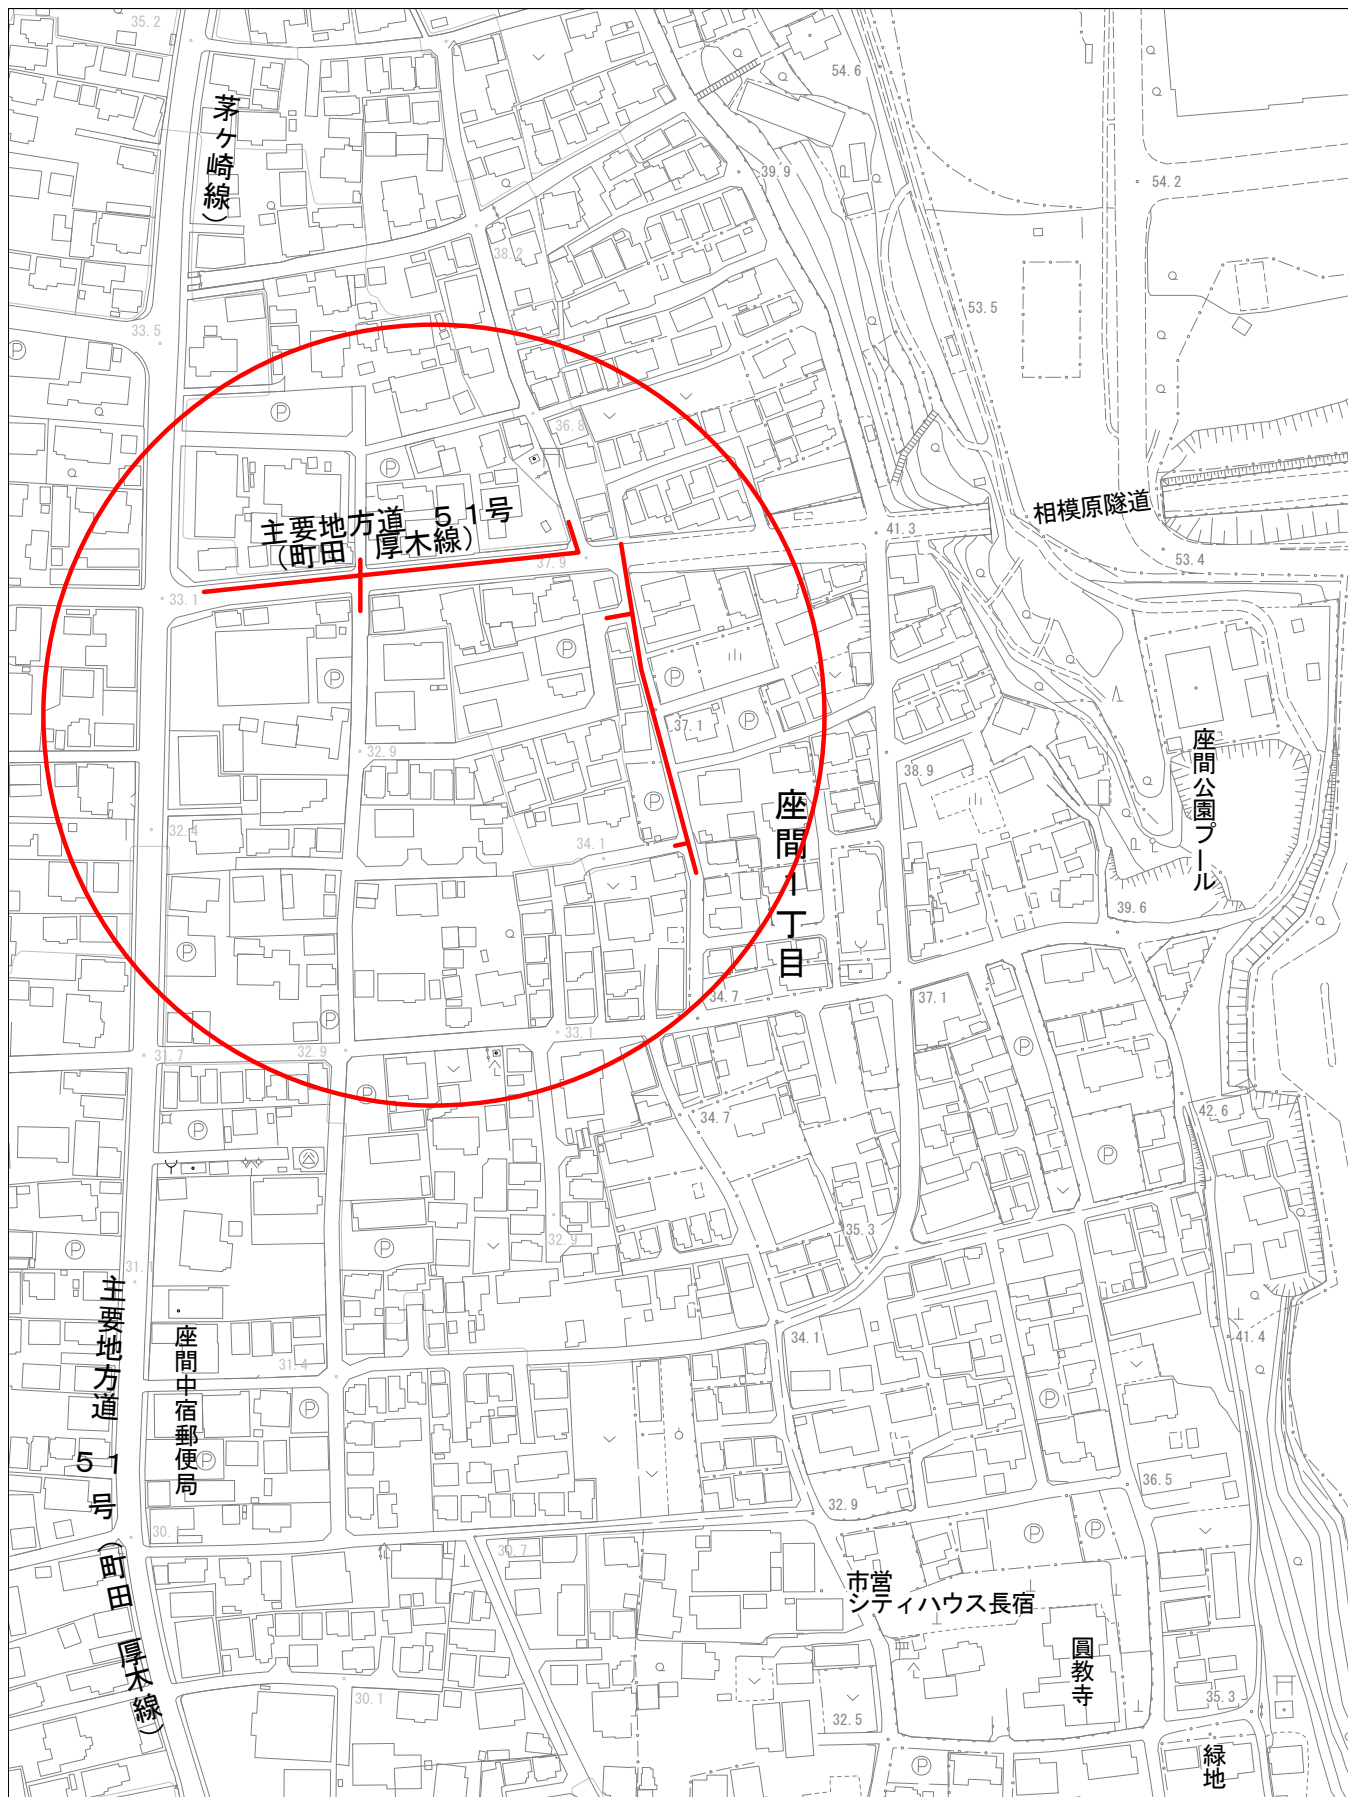 35.2
54.6
茅ヶ崎線）
39.9
54.2
38.2
53.5
33.5
P
P
36.8
P
主要地方道　５１号
（町田　厚木線）
相模原隧道
41.3
37.9
53.4
33.1
P
P
P
P
37.1
32.9
座間公園プール
38.9
座間１丁目
P
32.4
34.1
39.6
P
34.7
37.1
P
33.1
P
31.7
32.9
P
34.7
42.6
P
P
35.3
32.9
P
P
31.1
主要地方道　５１号（町田　厚木線）
座間中宿郵便局
34.1
41.4
31.4
P
P
P
36.5
32.9
30.1
P
P
30.7
市営
シティハウス長宿
圓教寺
30.1
35.3
32.5
緑地
P